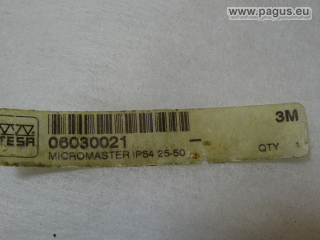 www.pagus.eu
TESA
06030021
3M
MICROMASTER IP54 25-50
QTY 1